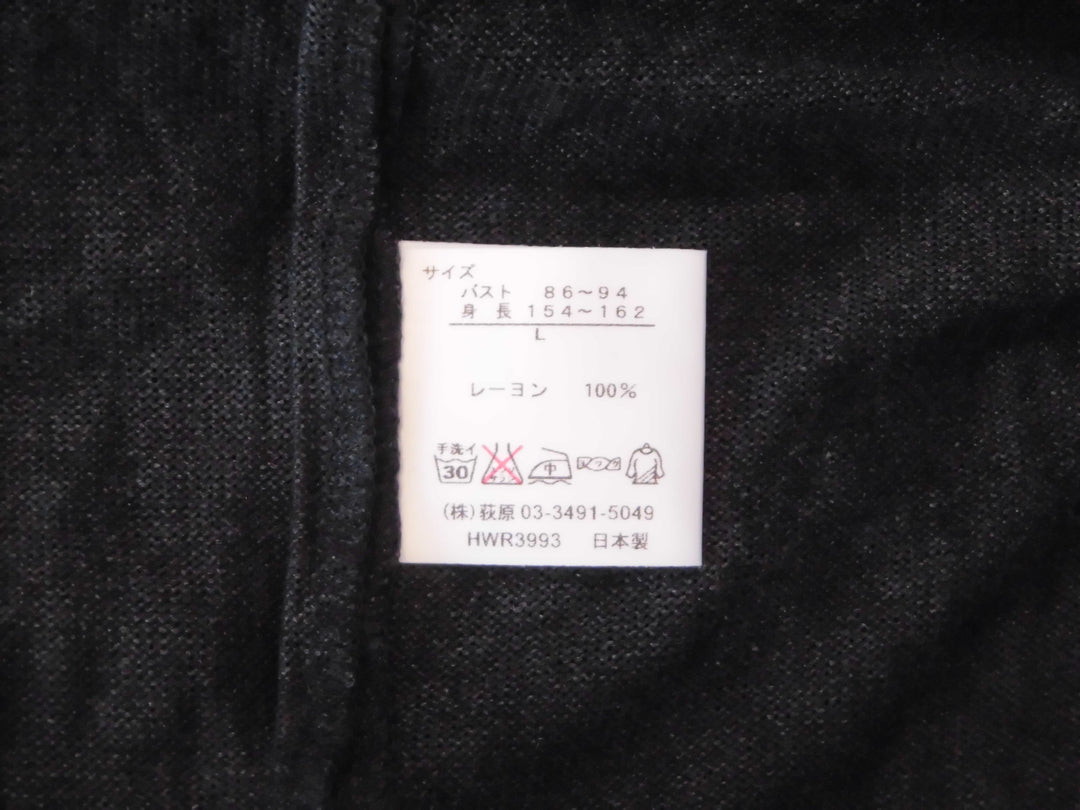 サイズ
バスト 86～94
身 長 154～162
L
レーヨン 100%
手洗イ
30 中
(株)荻原 03-3491-5049
HWR3993 日本製